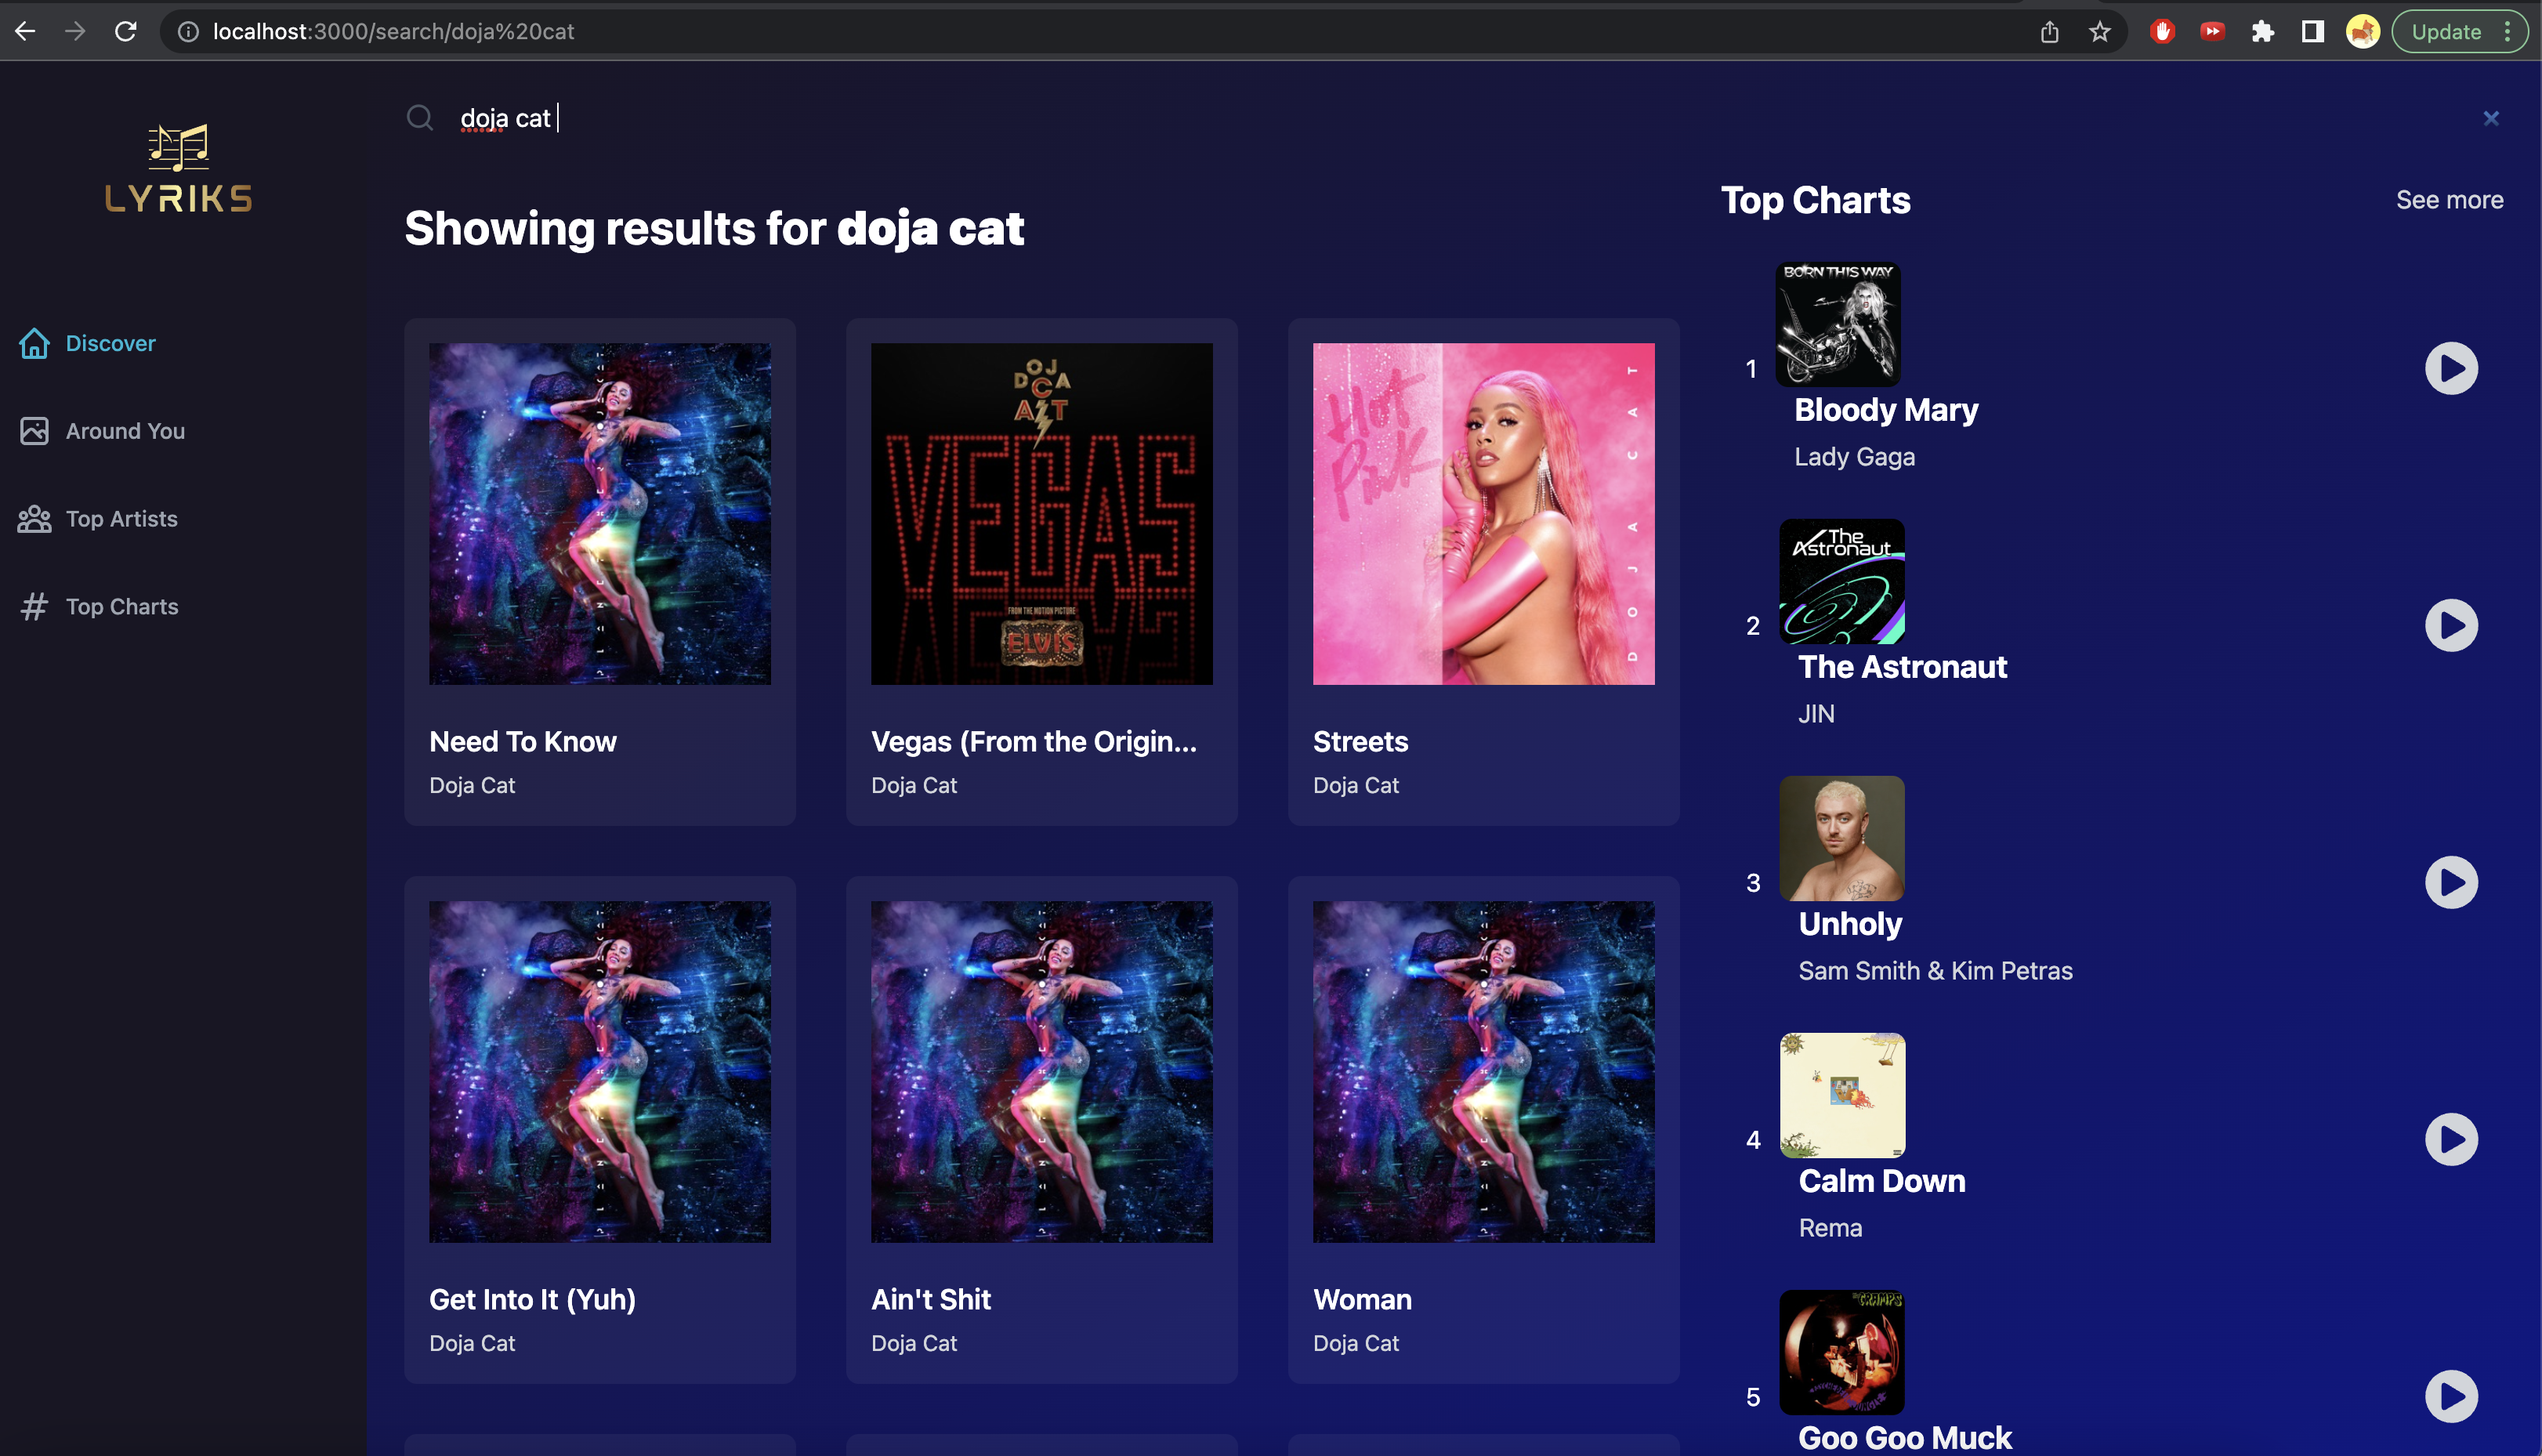 localhost:3000/search/doja%20cat
Update
LYRIKS
Discover
Around You
Top Artists
Top Charts
doja cat
Showing results for doja cat
Need To Know
Doja Cat
DOJA CAT
VEGAS
FROM THE MOTION PICTURE
ELVIS
Vegas (From the Origin...
Doja Cat
Hot Pink
DOJA CAT
Streets
Doja Cat
Get Into It (Yuh)
Doja Cat
Ain't Shit
Doja Cat
Woman
Doja Cat
Top Charts
See more
1
BORN THIS WAY
Bloody Mary
Lady Gaga
2
The
Astronaut
The Astronaut
JIN
3
Unholy
Sam Smith & Kim Petras
4
Calm Down
Rema
5
THE CRAMPS
Goo Goo Muck